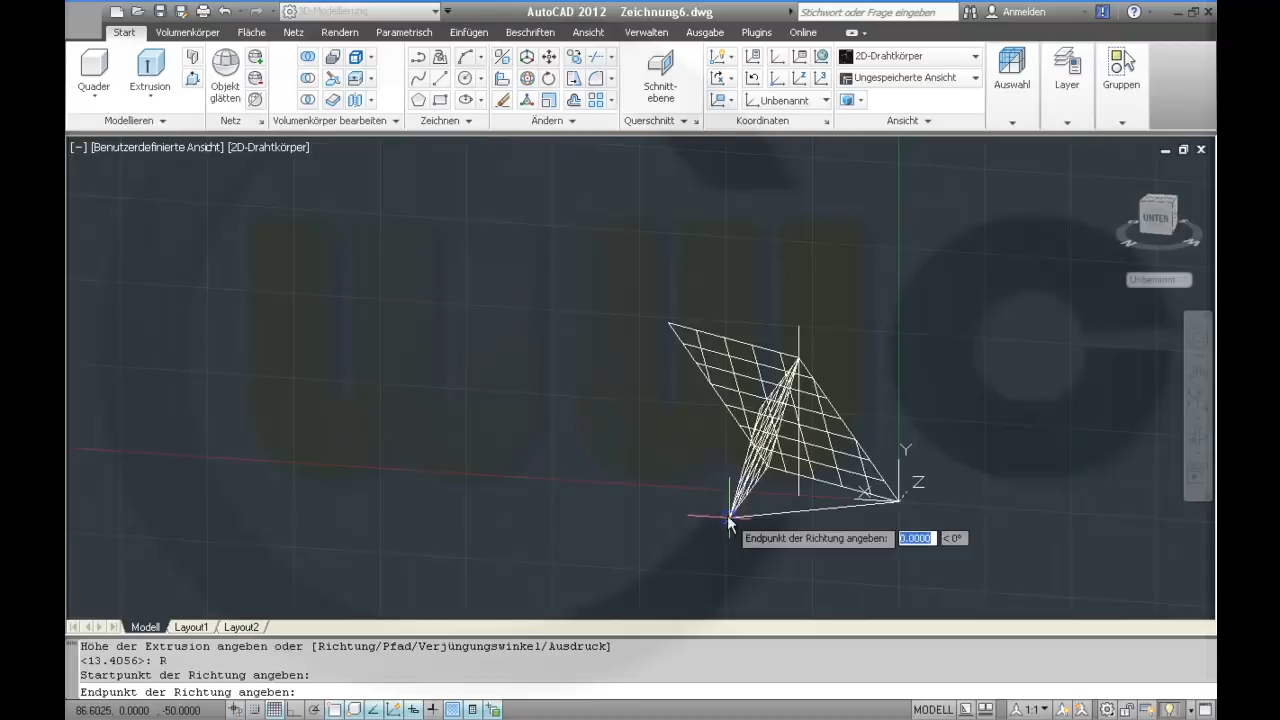 3D-Modellierung
AutoCAD 2012 Zeichnung6.dwg
Stichwort oder Frage eingeben
Anmelden
Start Volumenkörper Fläche Netz Rendern Parametrisch Einfügen Beschriften Verwalten Ausgabe Plugins Online
2D-Drahtkörper
Ungespeicherte Ansicht
Unbenannt
Quader Extrusion Objekt glätten Schnitt-ebene Auswahl Layer Gruppen
Modellieren Netz Volumenkörper bearbeiten Zeichnen Ändern Querschnitt Koordinaten Ansicht
[−] [Benutzerdefinierte Ansicht] [2D-Drahtkörper]
UNTEN
Unbenannt
Y
Z
X
Endpunkt der Richtung angeben: 0.0000 < 0°
Modell Layout1 Layout2
Höhe der Extrusion angeben oder [Richtung/Pfad/Verjüngungswinkel/Ausdruck]
<13.4056>: R
Startpunkt der Richtung angeben:
Endpunkt der Richtung angeben:
86.6025, 0.0000 , -50.0000
MODELL
1:1